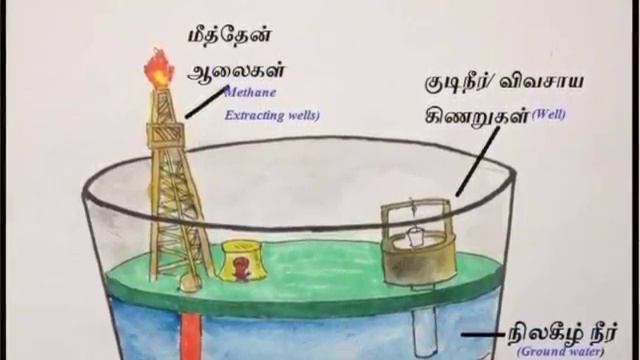 மீத்தேன்
ஆலைகள்
Methane
Extracting wells)
குடிநீர்/ விவசாய
கிணறுகள் (Well)
நிலகீழ் நீர்
(Ground water)